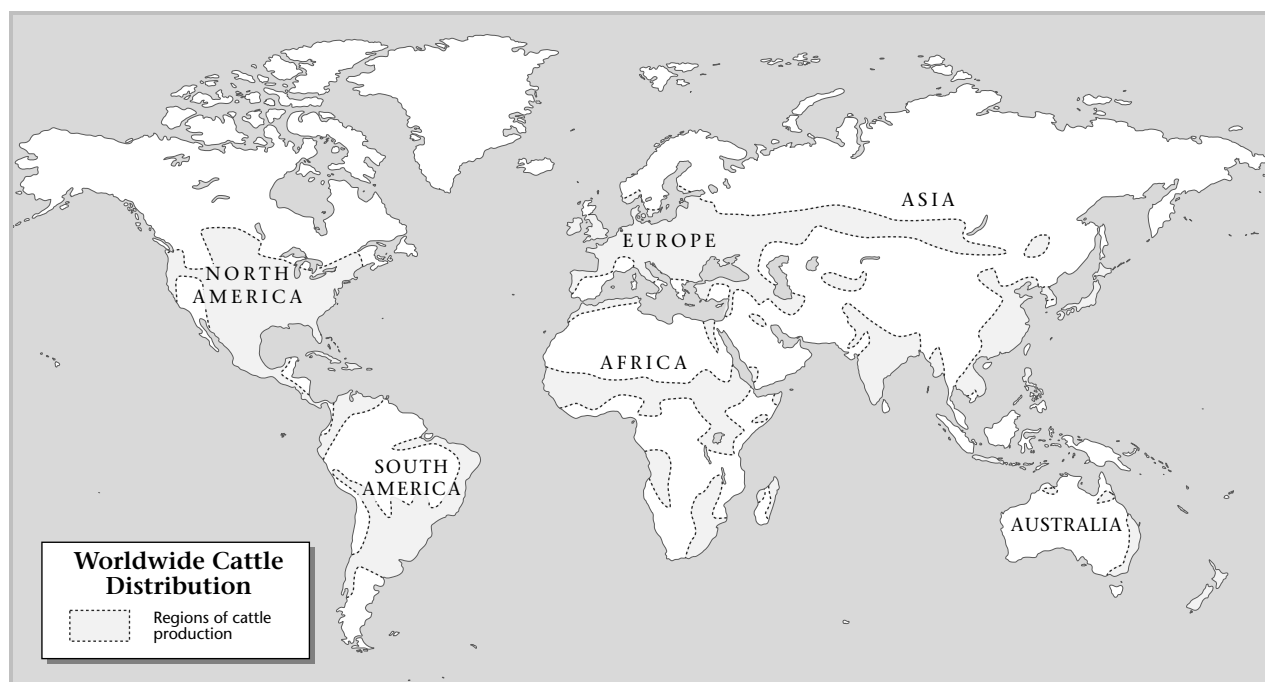 ASIA
EUROPE
NORTH
AMERICA
AFRICA
SOUTH
AMERICA
AUSTRALIA
Worldwide Cattle
Distribution
Regions of cattle
production